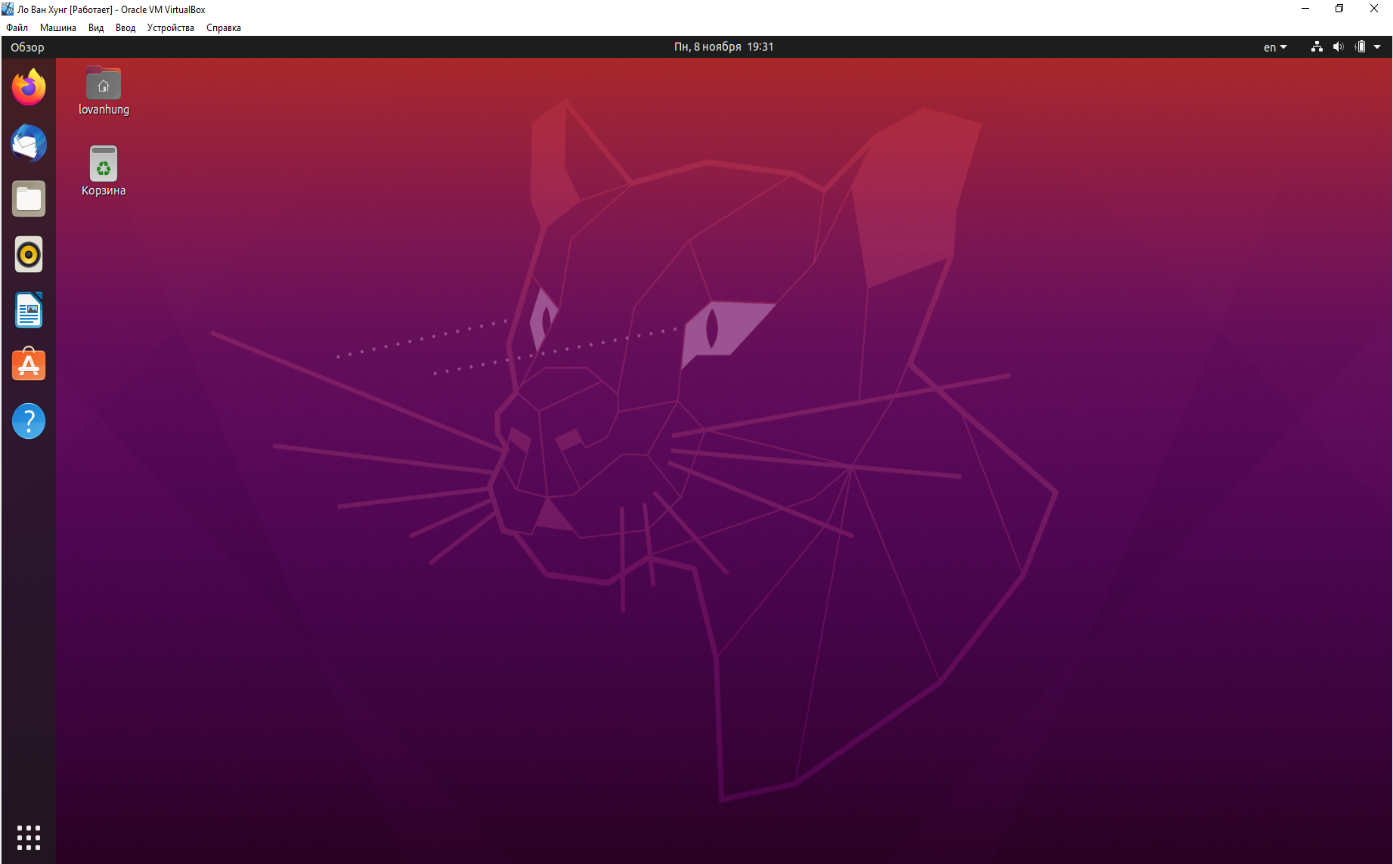 Ло Ван Хунг [Работает] - Oracle VM VirtualBox
Файл Машина Вид Ввод Устройства Справка
Обзор Пн, 8 ноября 19:31 en
lovanhung
Корзина